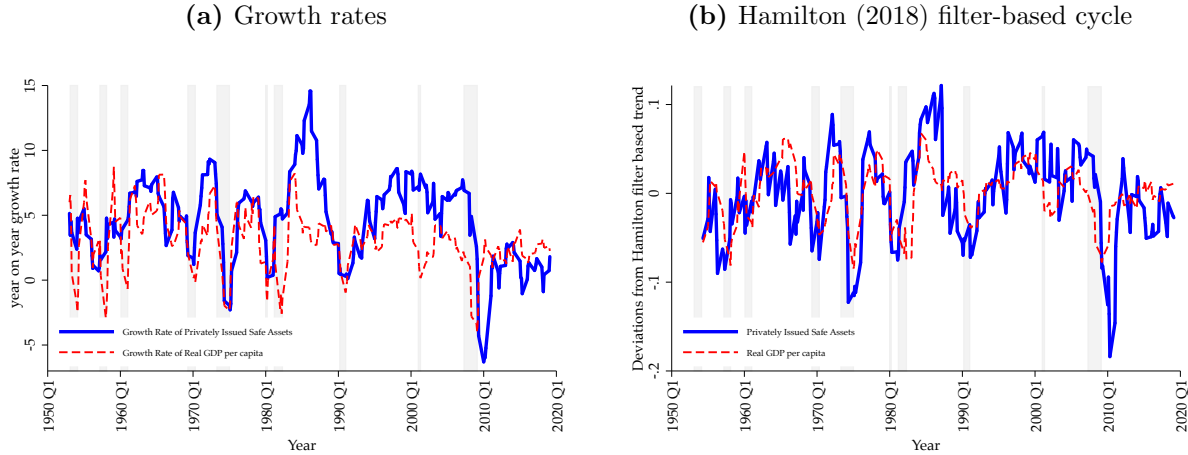 (a) Growth rates
year on year growth rate
15
10
5
0
-5
Growth Rate of Privately Issued Safe Assets
Growth Rate of Real GDP per capita
1950 Q1
1960 Q1
1970 Q1
1980 Q1
1990 Q1
2000 Q1
2010 Q1
2020 Q1
Year
(b) Hamilton (2018) filter-based cycle
Deviations from Hamilton filter based trend
.1
0
-.1
-.2
Privately Issued Safe Assets
Real GDP per capita
1950 Q1
1960 Q1
1970 Q1
1980 Q1
1990 Q1
2000 Q1
2010 Q1
2020 Q1
Year